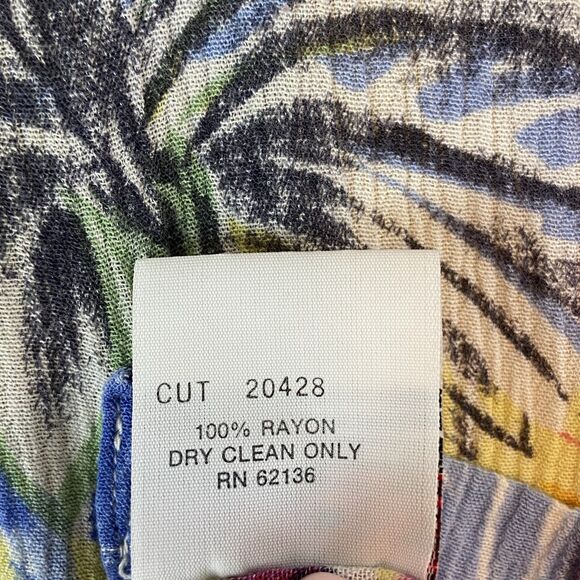 CUT 20428
100% RAYON
DRY CLEAN ONLY
RN 62136